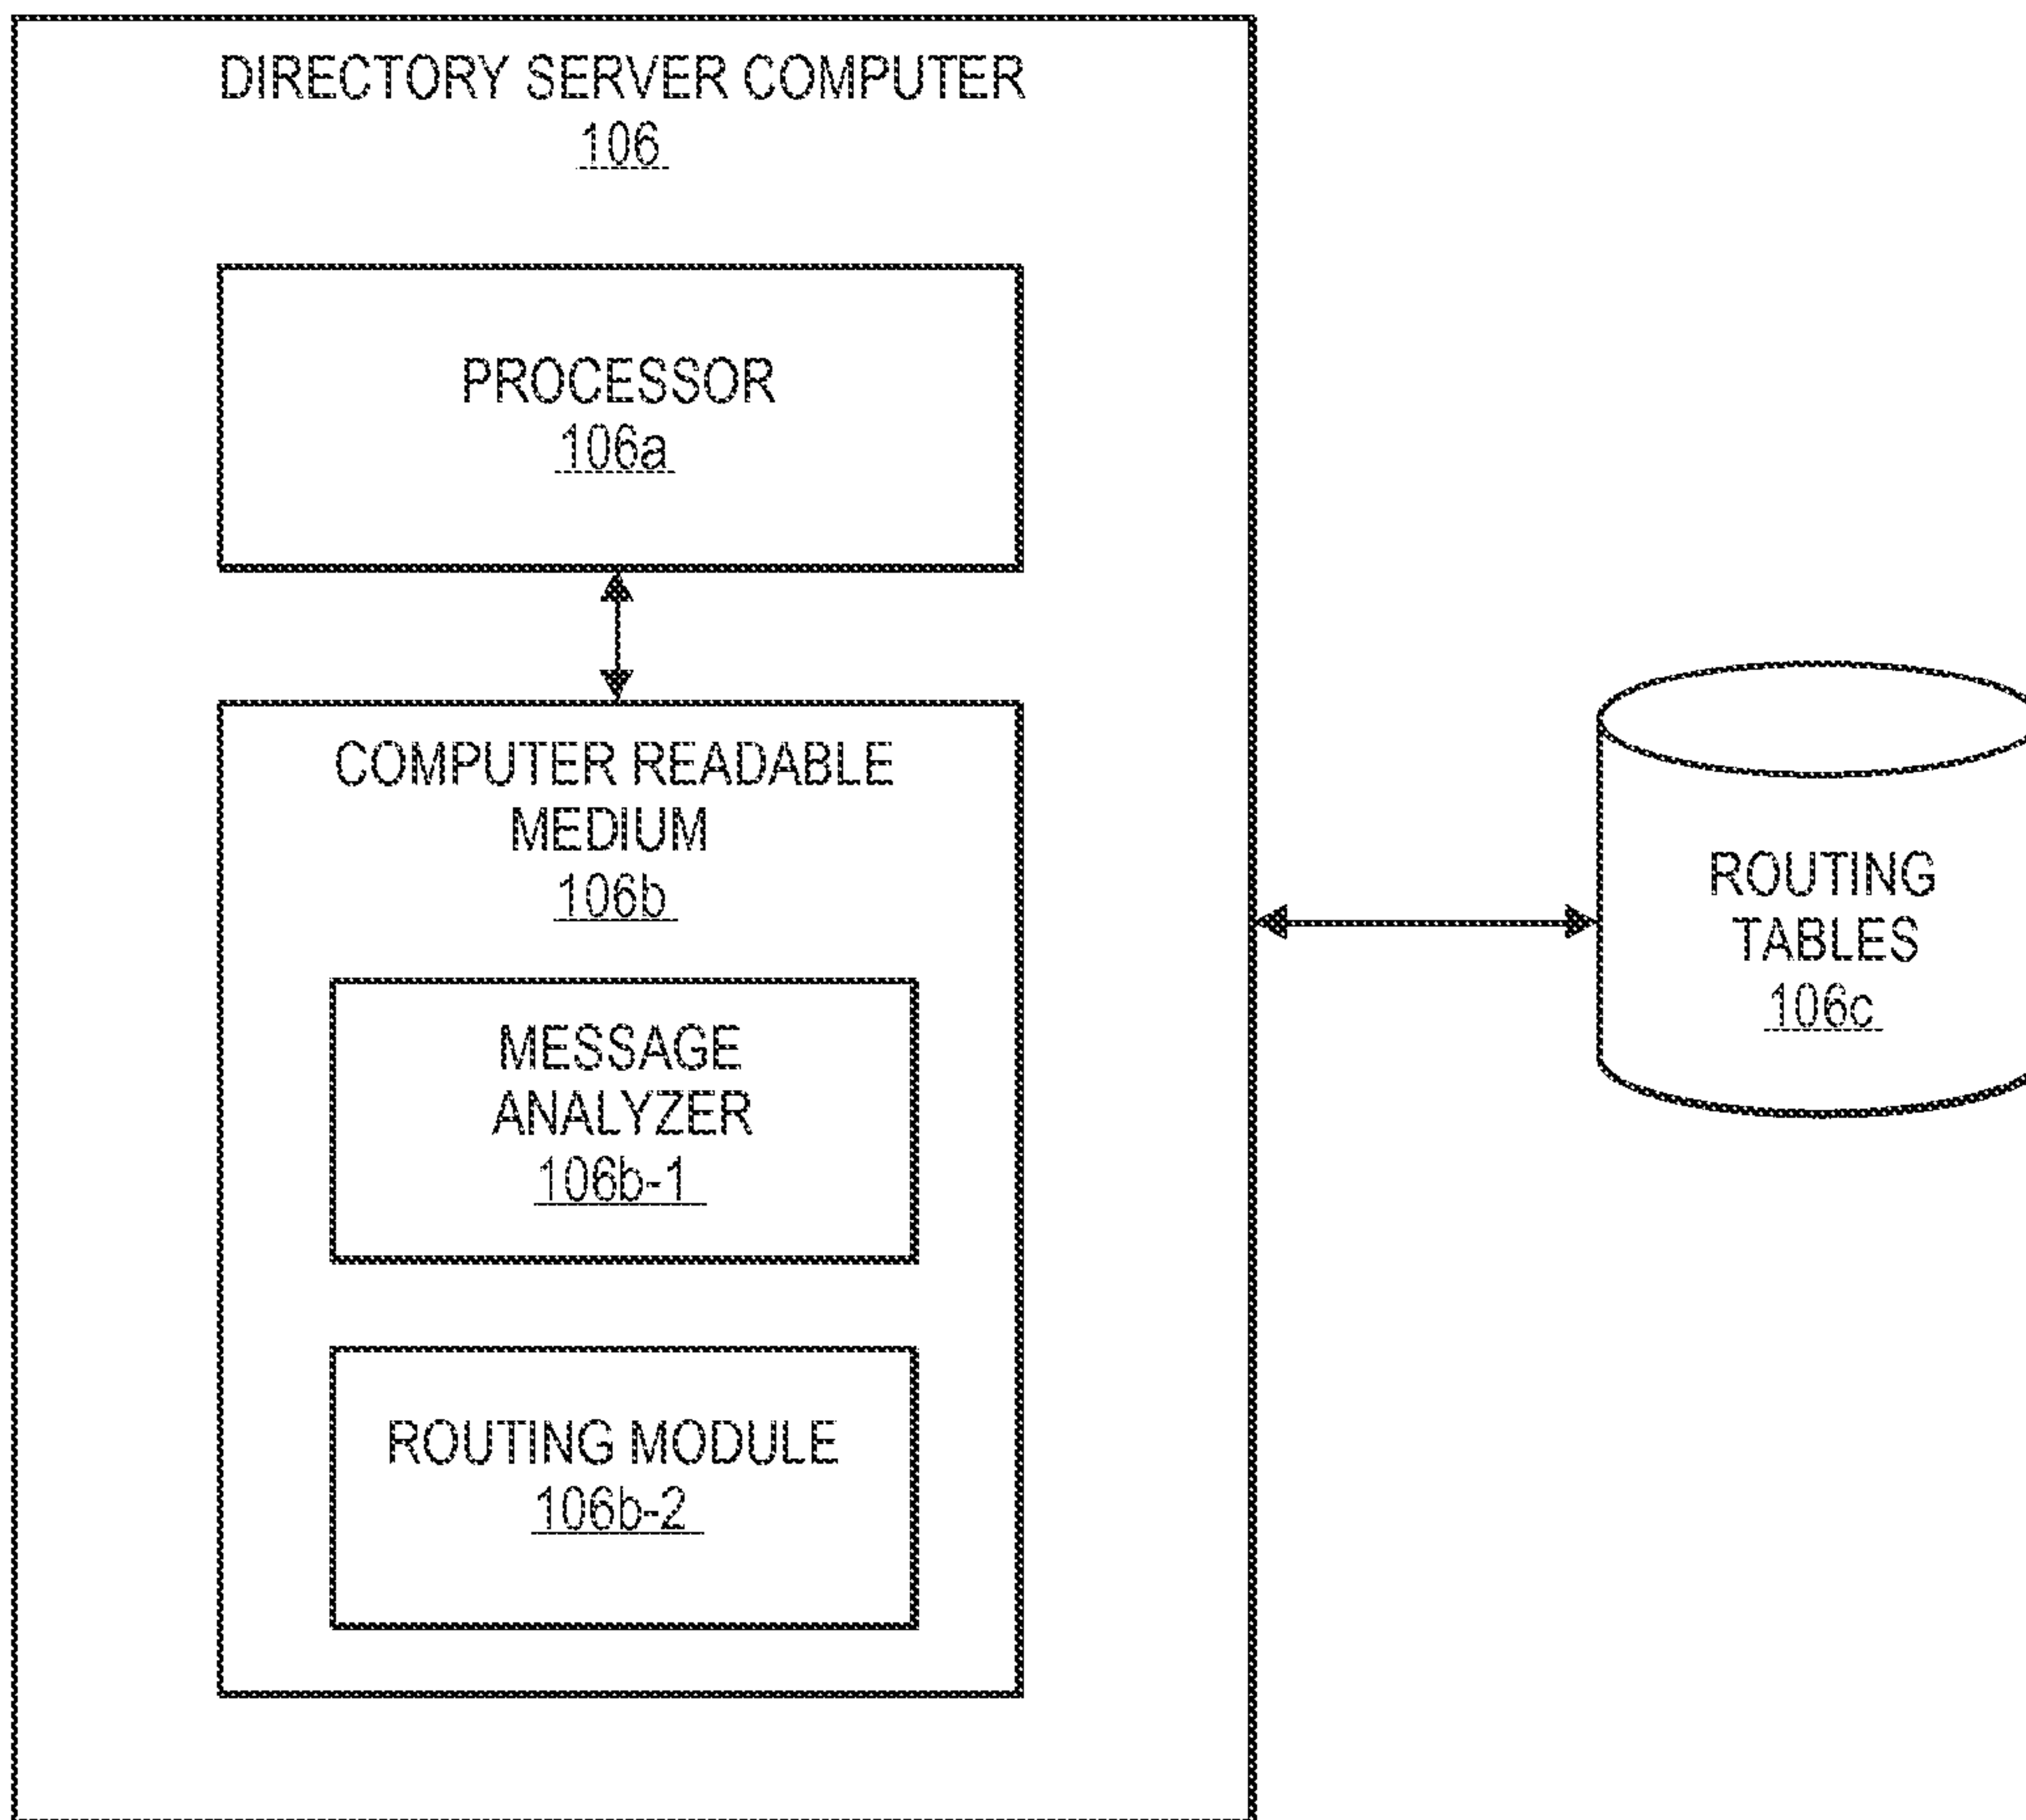 DIRECTORY SERVER COMPUTER
106
PROCESSOR
106a
COMPUTER READABLE
MEDIUM
106b
MESSAGE
ANALYZER
106b-1
ROUTING MODULE
106b-2
ROUTING
TABLES
106c